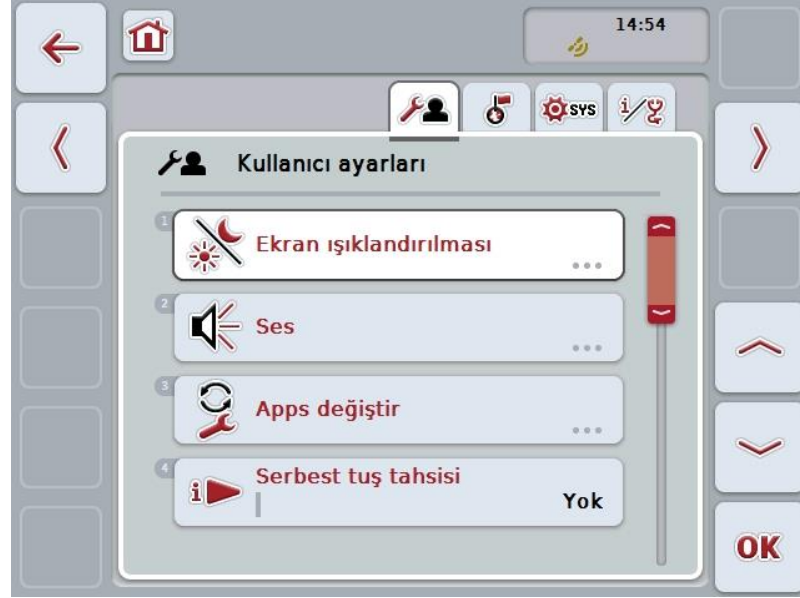 14:54
SYS
i
Kullanıcı ayarları
1
Ekran ışıklandırılması
2
Ses
3
Apps değiştir
4
Serbest tuş tahsisi
i
Yok
OK